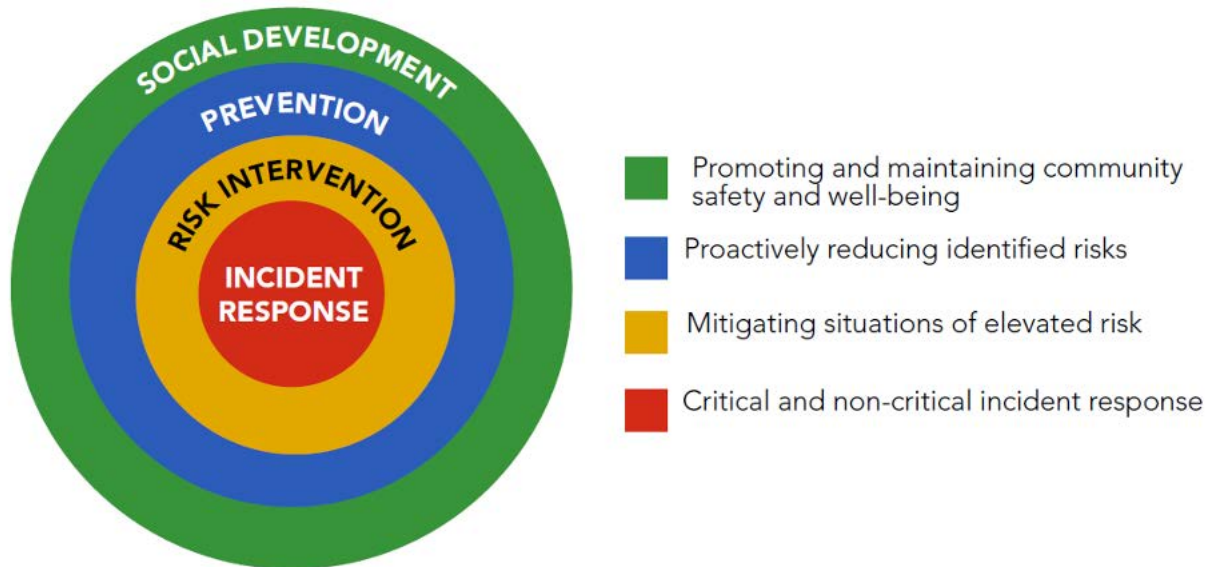 SOCIAL DEVELOPMENT
PREVENTION
RISK INTERVENTION
INCIDENT
RESPONSE
Promoting and maintaining community
safety and well-being
Proactively reducing identified risks
Mitigating situations of elevated risk
Critical and non-critical incident response